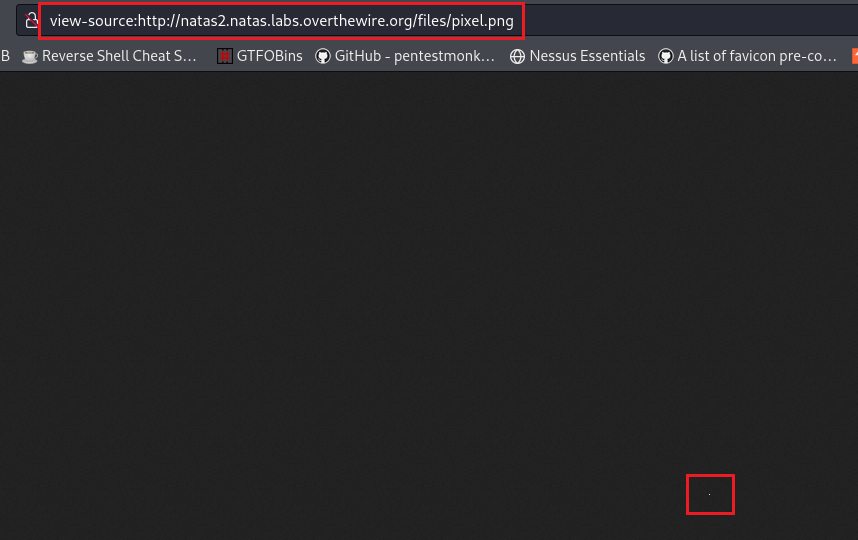 view-source:http://natas2.natas.labs.overthewire.org/files/pixel.png
B Reverse Shell Cheat S… GTFOBins GitHub - pentestmonk… Nessus Essentials A list of favicon pre-co…